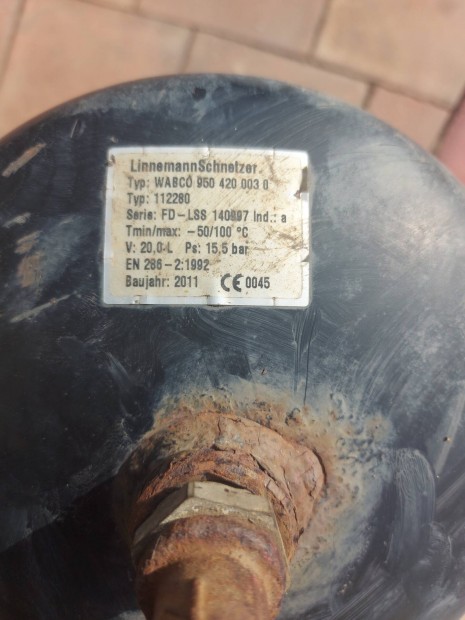 LinnemannSchnetzer
Typ: WABCO 950 420 003 0
Typ: 112280
Serie: FD-LSS 140897 Ind.: a
Tmin/max: -50/100 °C
V: 20,0 L Ps: 15,5 bar
EN 286-2:1992
Baujahr: 2011 CE 0045